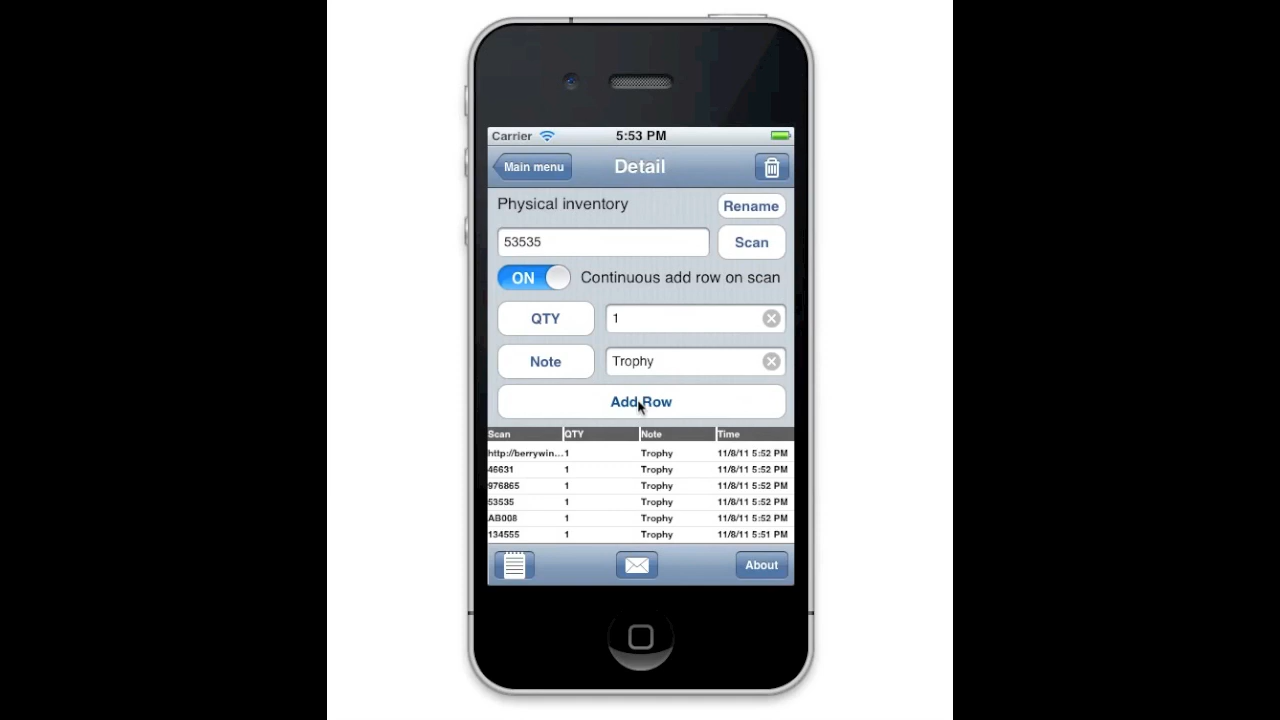 Carrier 5:53 PM
Main menu Detail
Physical inventory Rename
53535 Scan
ON Continuous add row on scan
QTY 1
Note Trophy
Add Row
Scan QTY Note Time
http://berrywin... 1 Trophy 11/8/11 5:52 PM
46631 1 Trophy 11/8/11 5:52 PM
976865 1 Trophy 11/8/11 5:52 PM
53535 1 Trophy 11/8/11 5:52 PM
AB008 1 Trophy 11/8/11 5:52 PM
134555 1 Trophy 11/8/11 5:51 PM
About